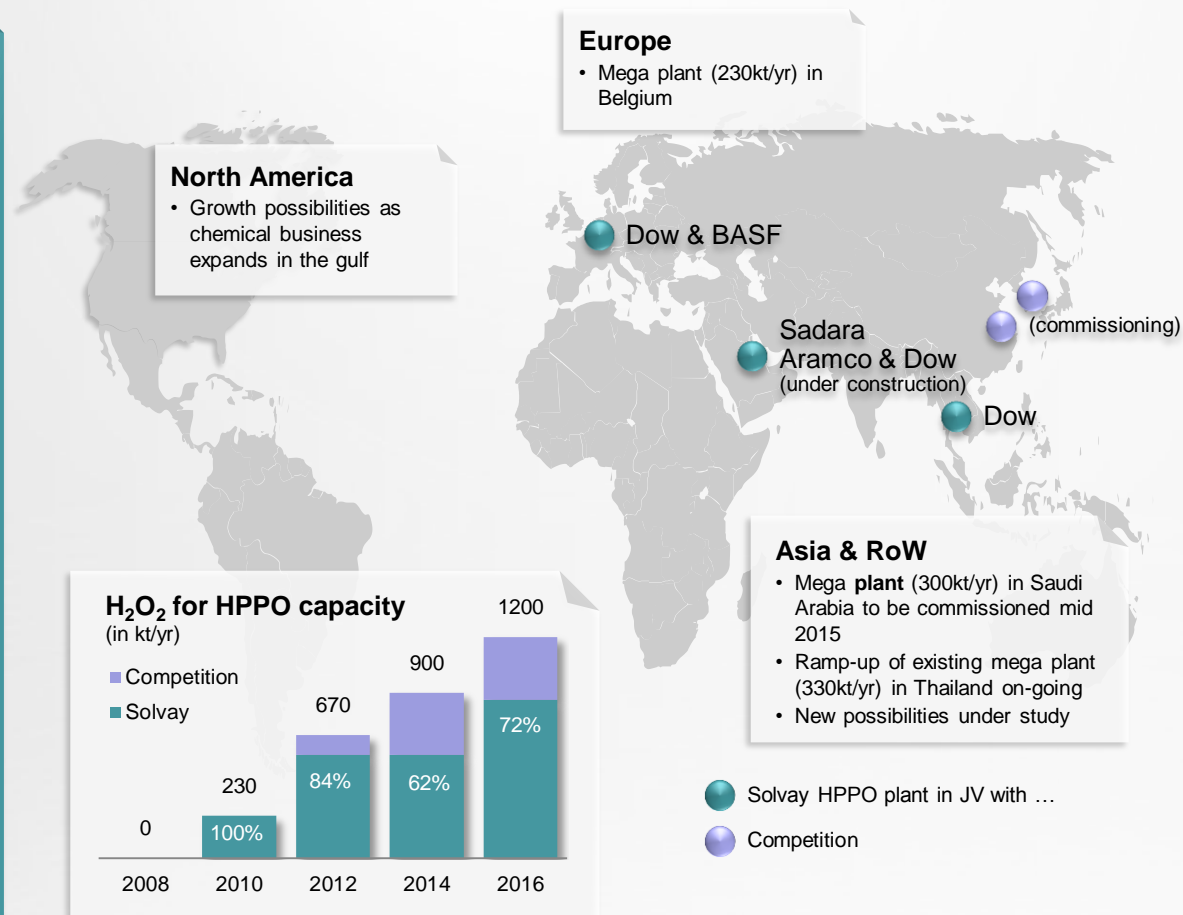 Europe
• Mega plant (230kt/yr) in
Belgium
North America
• Growth possibilities as
chemical business
expands in the gulf
Dow & BASF
Sadara
Aramco & Dow
(under construction)
(commissioning)
Dow
Asia & RoW
• Mega plant (300kt/yr) in Saudi
Arabia to be commissioned mid
2015
• Ramp-up of existing mega plant
(330kt/yr) in Thailand on-going
• New possibilities under study
H₂O₂ for HPPO capacity
(in kt/yr)
Competition
Solvay
0
230
670
900
1200
100%
84%
62%
72%
2008
2010
2012
2014
2016
Solvay HPPO plant in JV with …
Competition